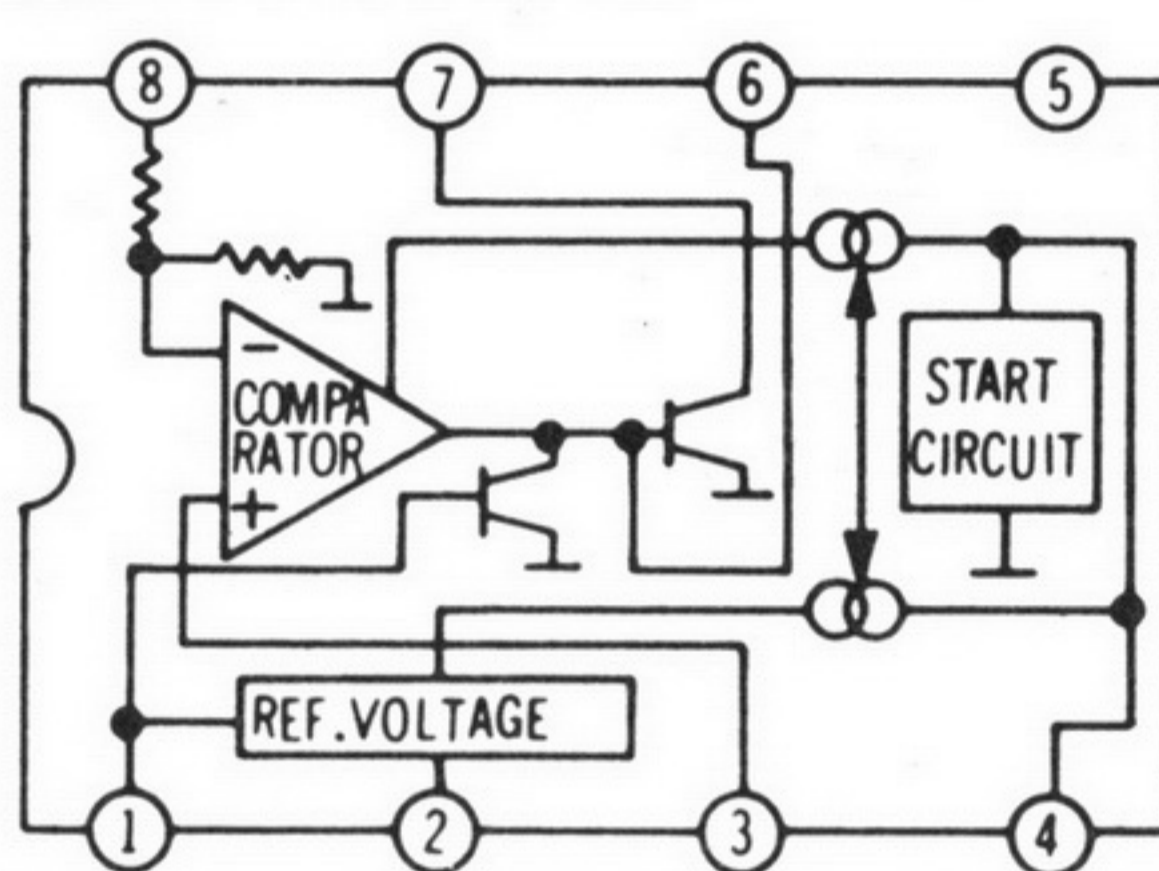 8 7 6 5
−
COMPA
RATOR
+
START
CIRCUIT
REF.VOLTAGE
1 2 3 4